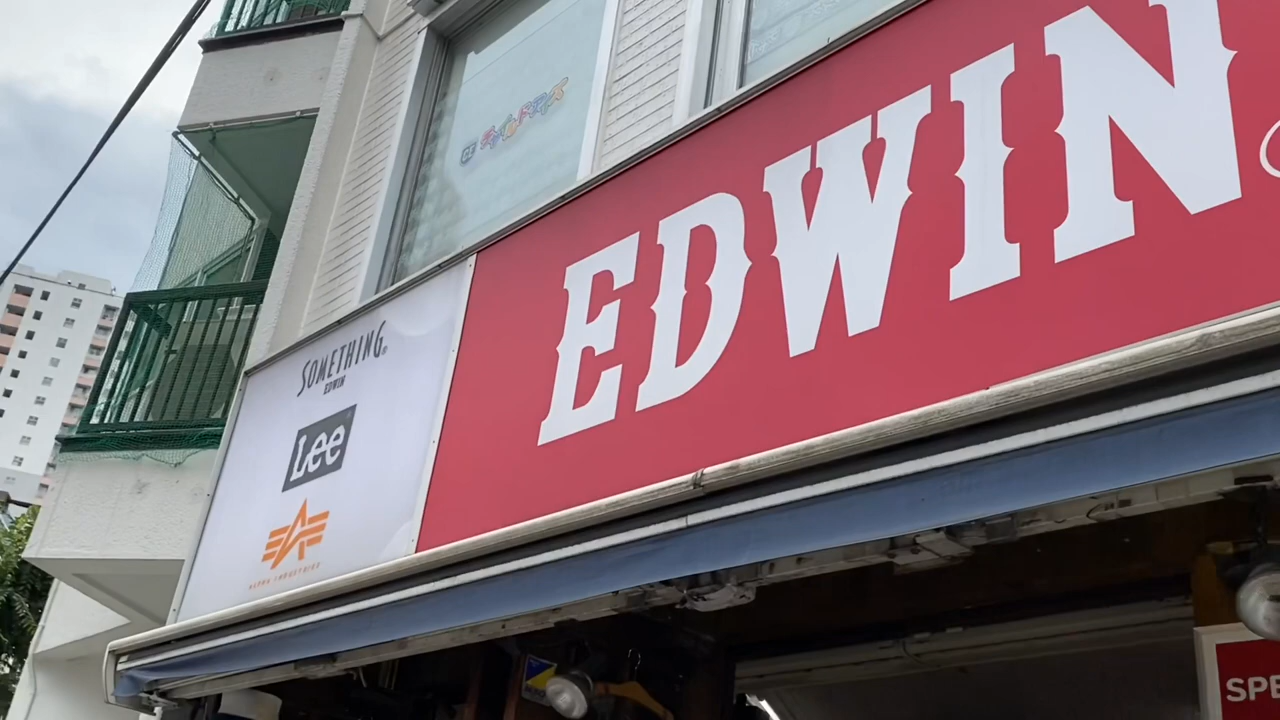 EDWIN
SOMETHING®
EDWIN
Lee
ALPHA INDUSTRIES
SPE